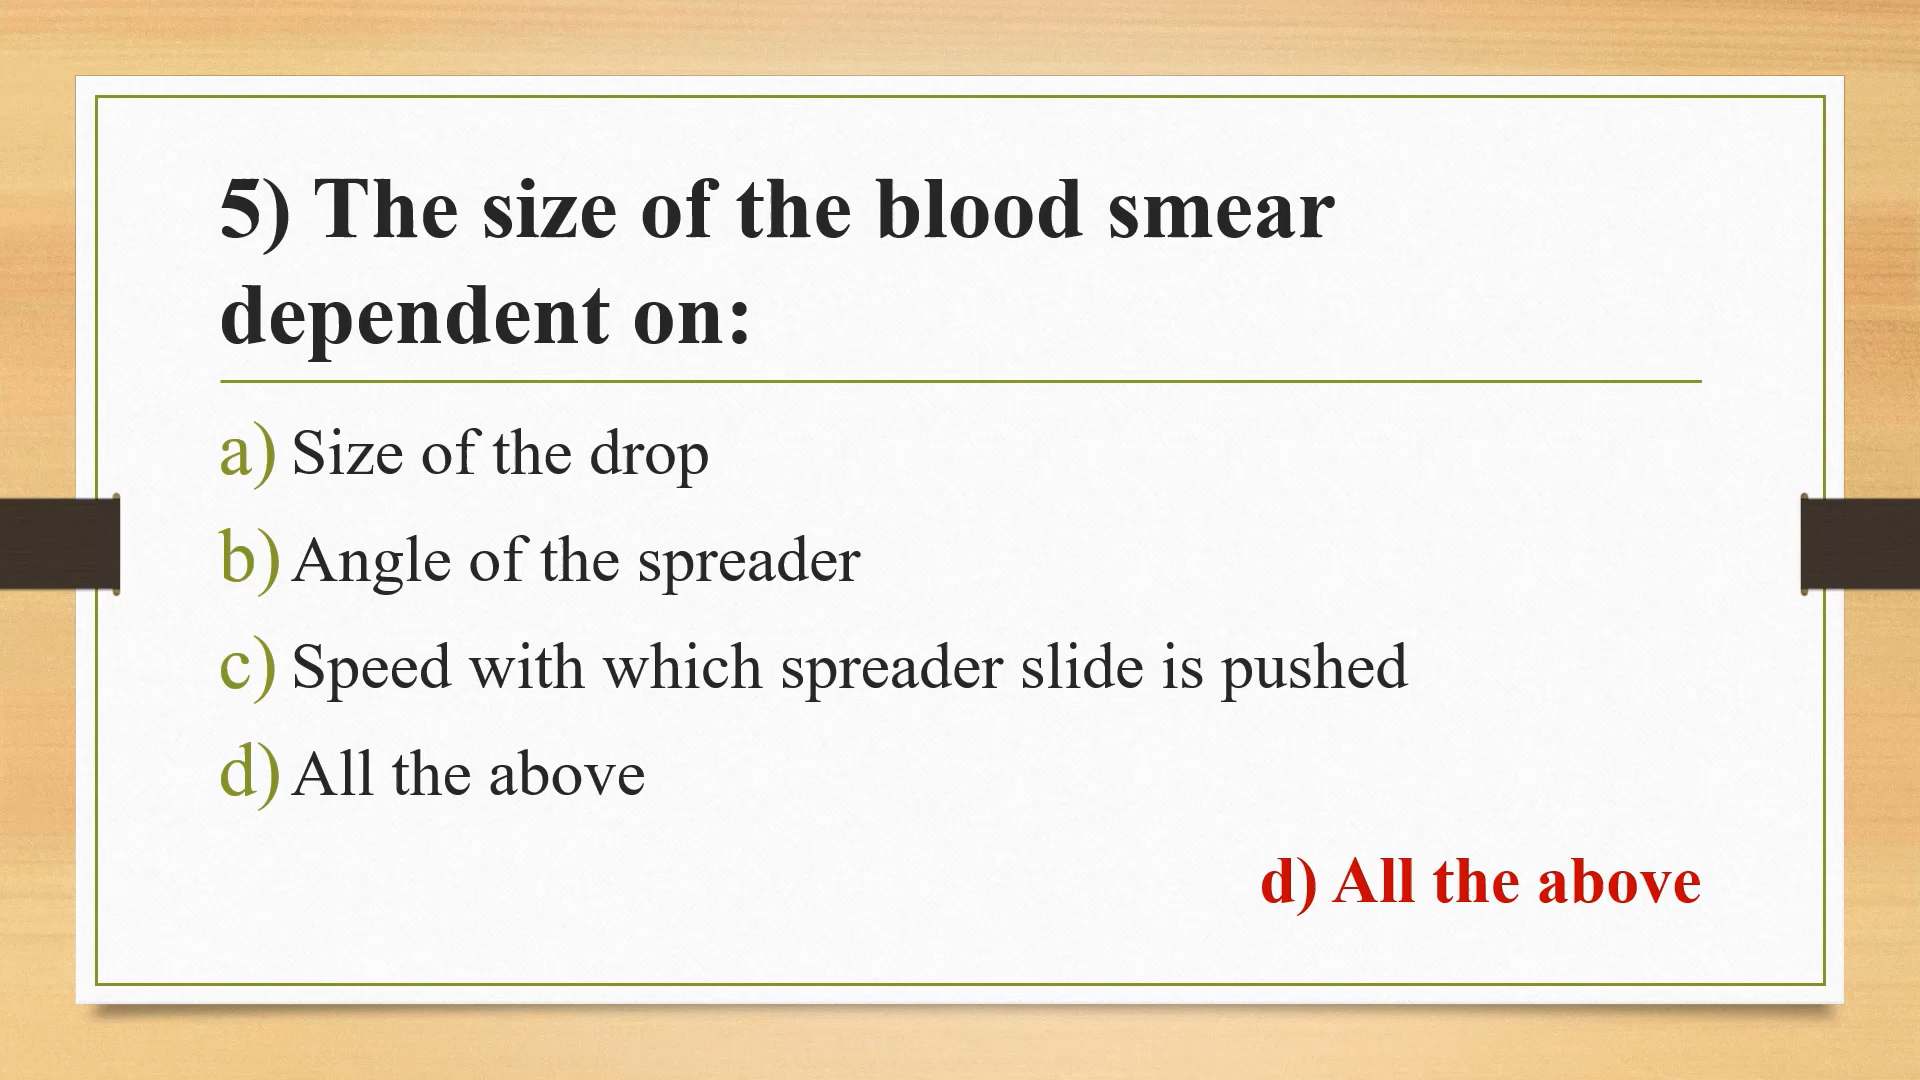 5) The size of the blood smear
dependent on:
a) Size of the drop
b) Angle of the spreader
c) Speed with which spreader slide is pushed
d) All the above
d) All the above